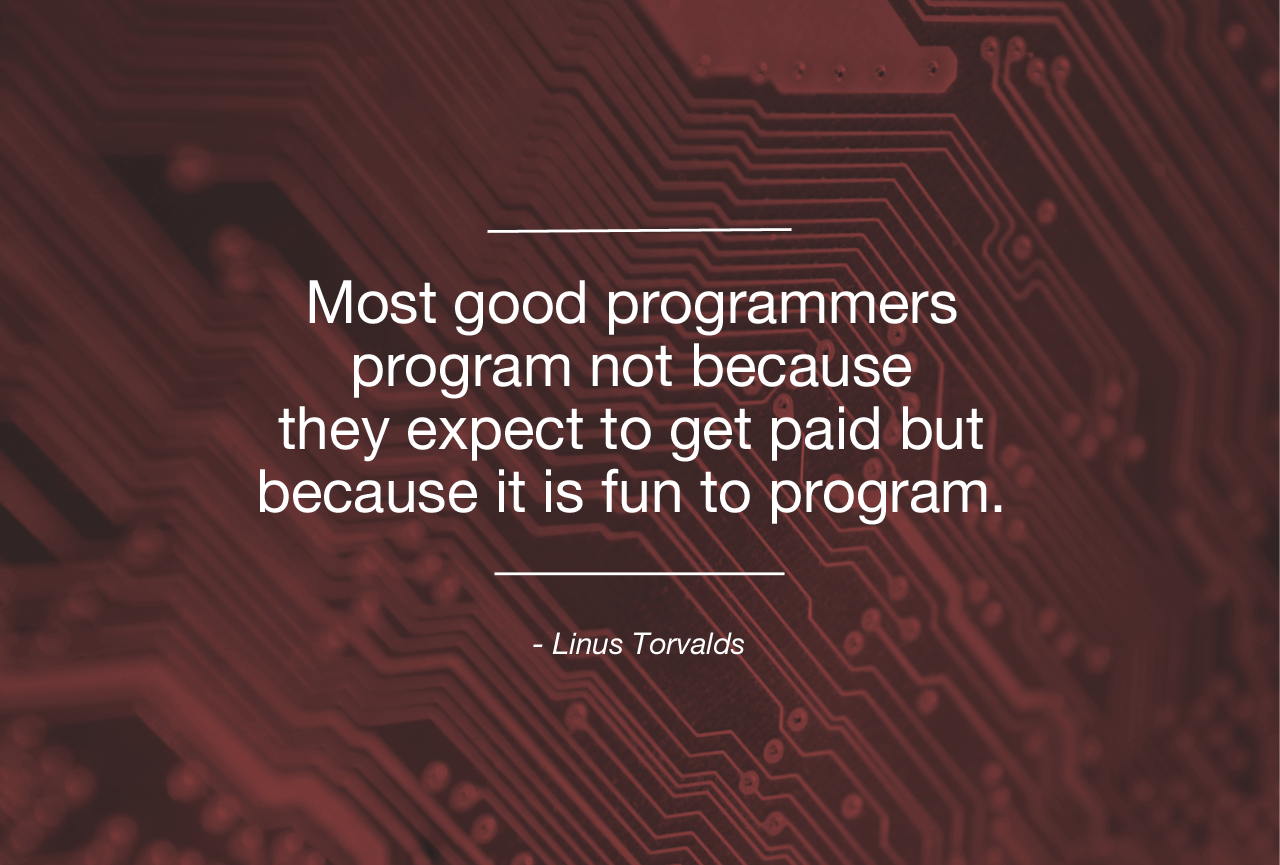 Most good programmers
program not because
they expect to get paid but
because it is fun to program.
- Linus Torvalds